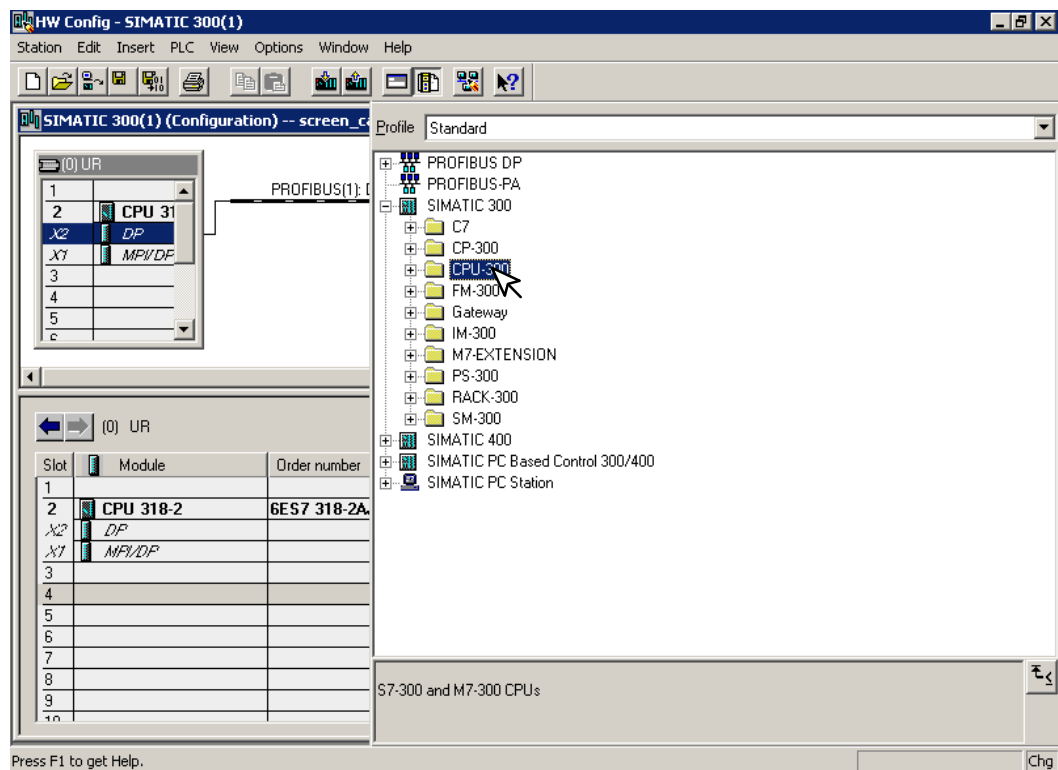 HW Config - SIMATIC 300(1)
Station Edit Insert PLC View Options Window Help
SIMATIC 300(1) (Configuration) -- screen_ca
Profile Standard
(0) UR
1
2 CPU 31
X2 DP
X1 MPI/DP
3
4
5
PROFIBUS(1):
PROFIBUS DP
PROFIBUS-PA
SIMATIC 300
C7
CP-300
CPU-300
FM-300
Gateway
IM-300
M7-EXTENSION
PS-300
RACK-300
SM-300
SIMATIC 400
SIMATIC PC Based Control 300/400
SIMATIC PC Station
(0) UR
Slot Module Order number
1
2 CPU 318-2 6ES7 318-2A
X2 DP
X1 MPI/DP
3
4
5
6
7
8
9
10
S7-300 and M7-300 CPUs
Press F1 to get Help.
Chg